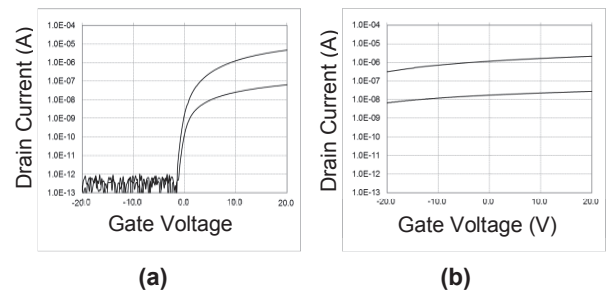 Drain Current (A)
1.0E-04
1.0E-05
1.0E-06
1.0E-07
1.0E-08
1.0E-09
1.0E-10
1.0E-11
1.0E-12
1.0E-13
-20.0 -10.0 0.0 10.0 20.0
Gate Voltage
(a)
Drain Current (A)
1.0E-04
1.0E-05
1.0E-06
1.0E-07
1.0E-08
1.0E-09
1.0E-10
1.0E-11
1.0E-12
1.0E-13
-20.0 -10.0 0.0 10.0 20.0
Gate Voltage (V)
(b)